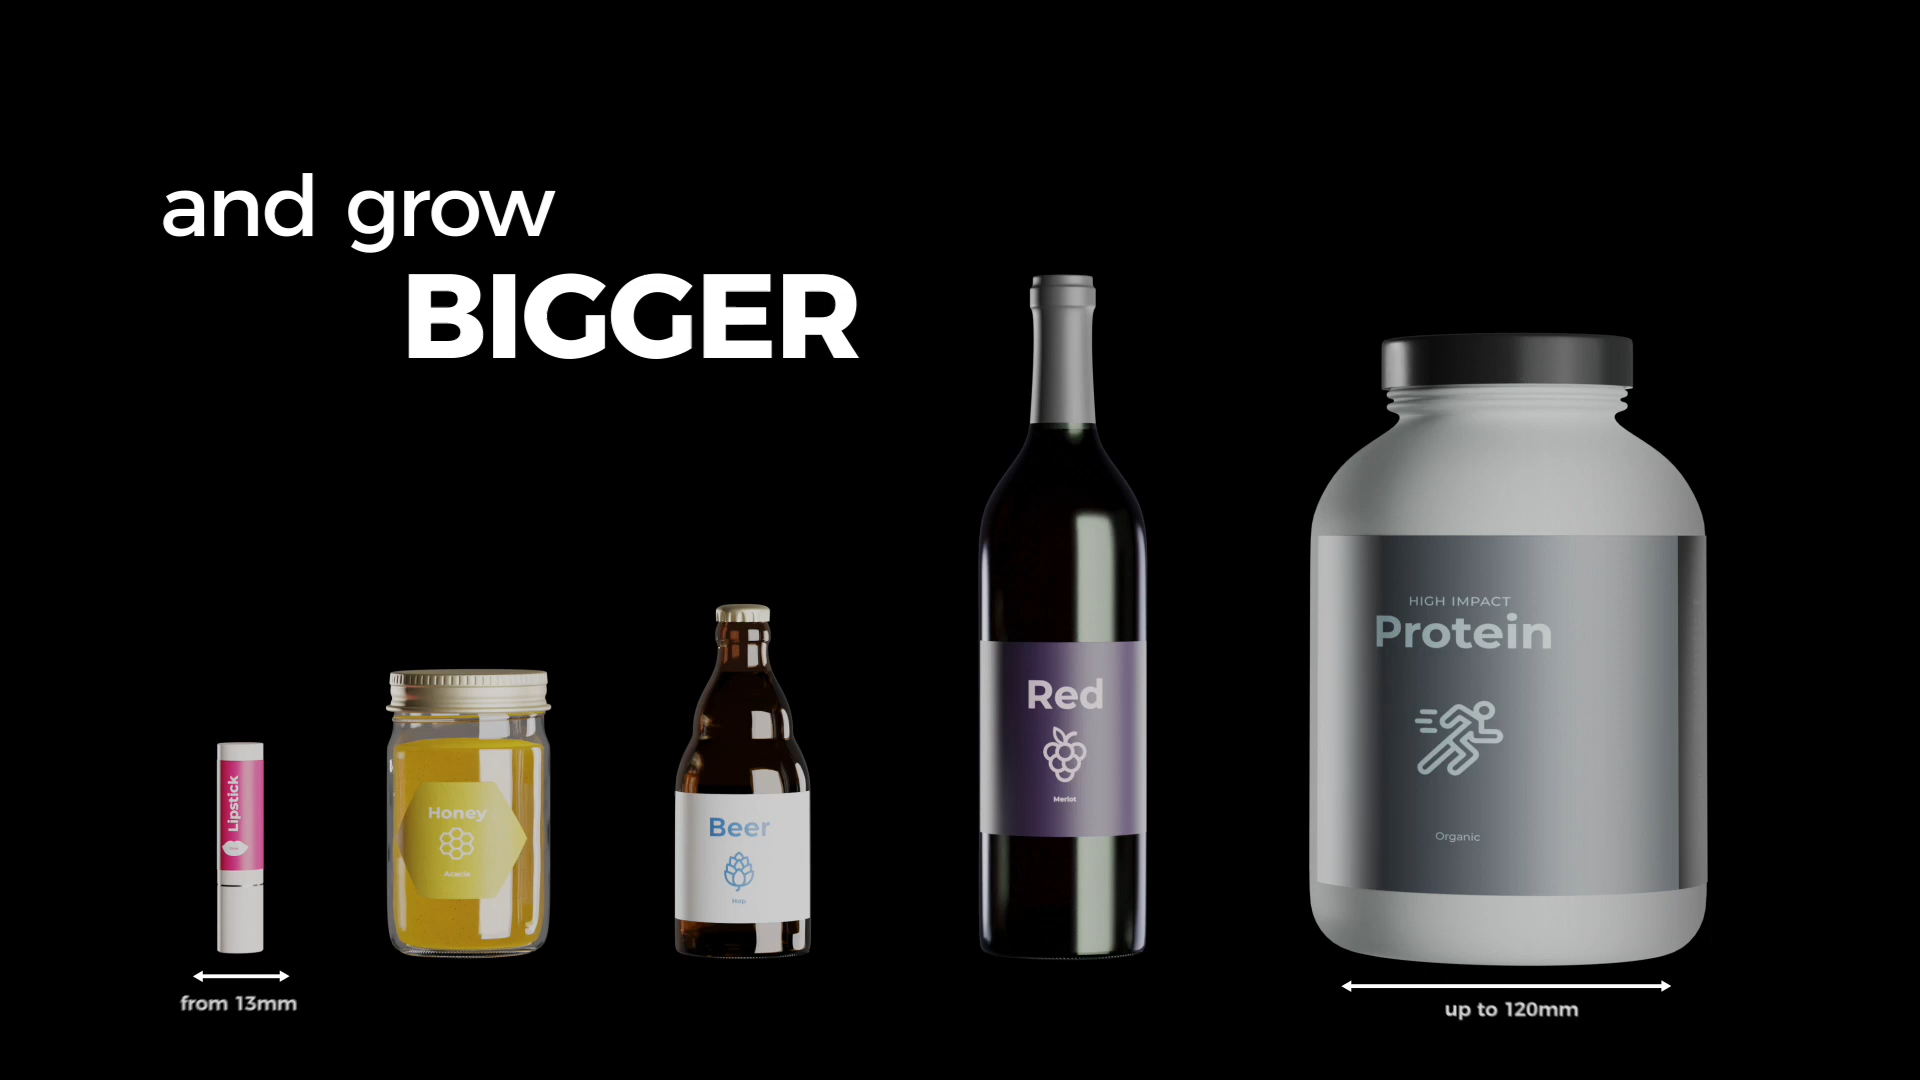 and grow
BIGGER
Lipstick
Honey
Acacia
Beer
Hop
Red
Merlot
HIGH IMPACT
Protein
Organic
from 13mm
up to 120mm